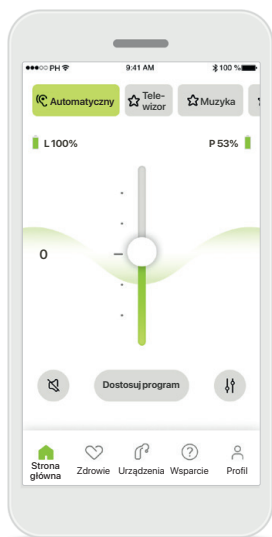 PH 9:41 AM 100 %
Automatyczny
Tele-
wizor
Muzyka
L 100% P 53%
0
Dostosuj program
Strona
główna
Zdrowie Urządzenia Wsparcie Profil